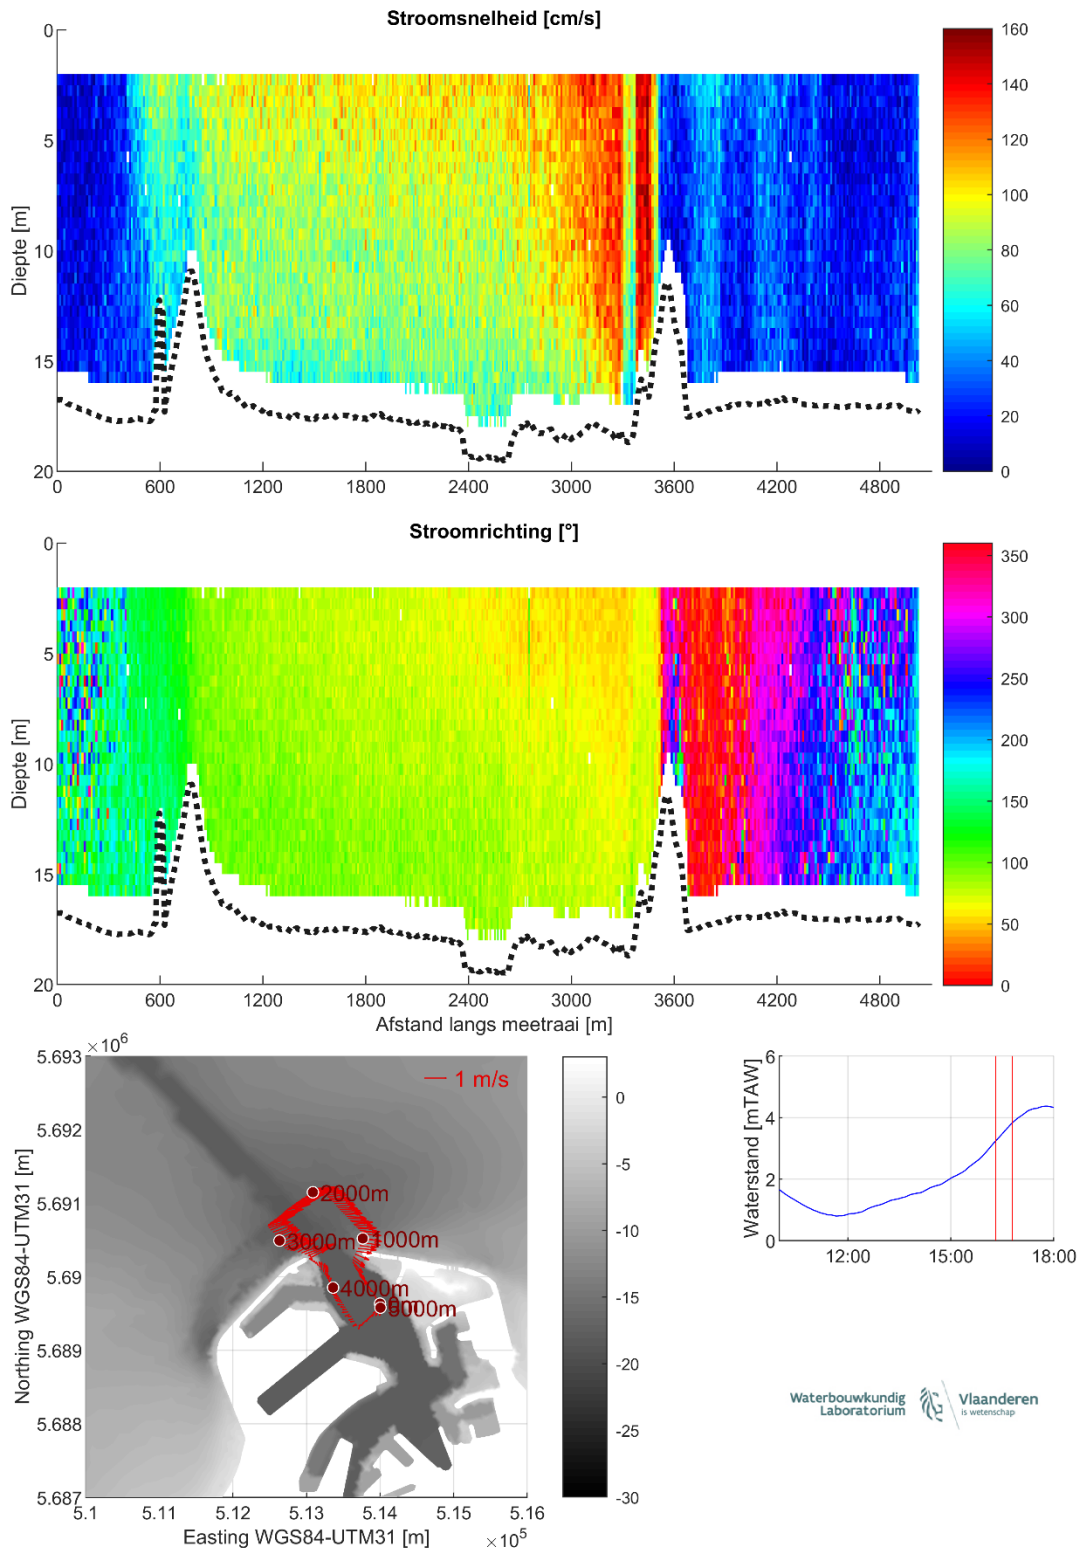 Stroomsnelheid [cm/s]
Diepte [m]
0
5
10
15
20
0 600 1200 1800 2400 3000 3600 4200 4800
160
140
120
100
80
60
40
20
0
Stroomrichting [°]
Diepte [m]
0
5
10
15
20
0 600 1200 1800 2400 3000 3600 4200 4800
Afstand langs meetraai [m]
350
300
250
200
150
100
50
0
×10⁶
Northing WGS84-UTM31 [m]
5.693
5.692
5.691
5.69
5.689
5.688
5.687
1 m/s
2000m
1000m
3000m
4000m
5000m
5.1 5.12 5.13 5.14 5.15 5.16
Easting WGS84-UTM31 [m]
×10⁵
0
-5
-10
-15
-20
-25
-30
Waterstand [mTAW]
6
4
2
0
12:00 15:00 18:00
Waterbouwkundig
Laboratorium
Vlaanderen
is wetenschap